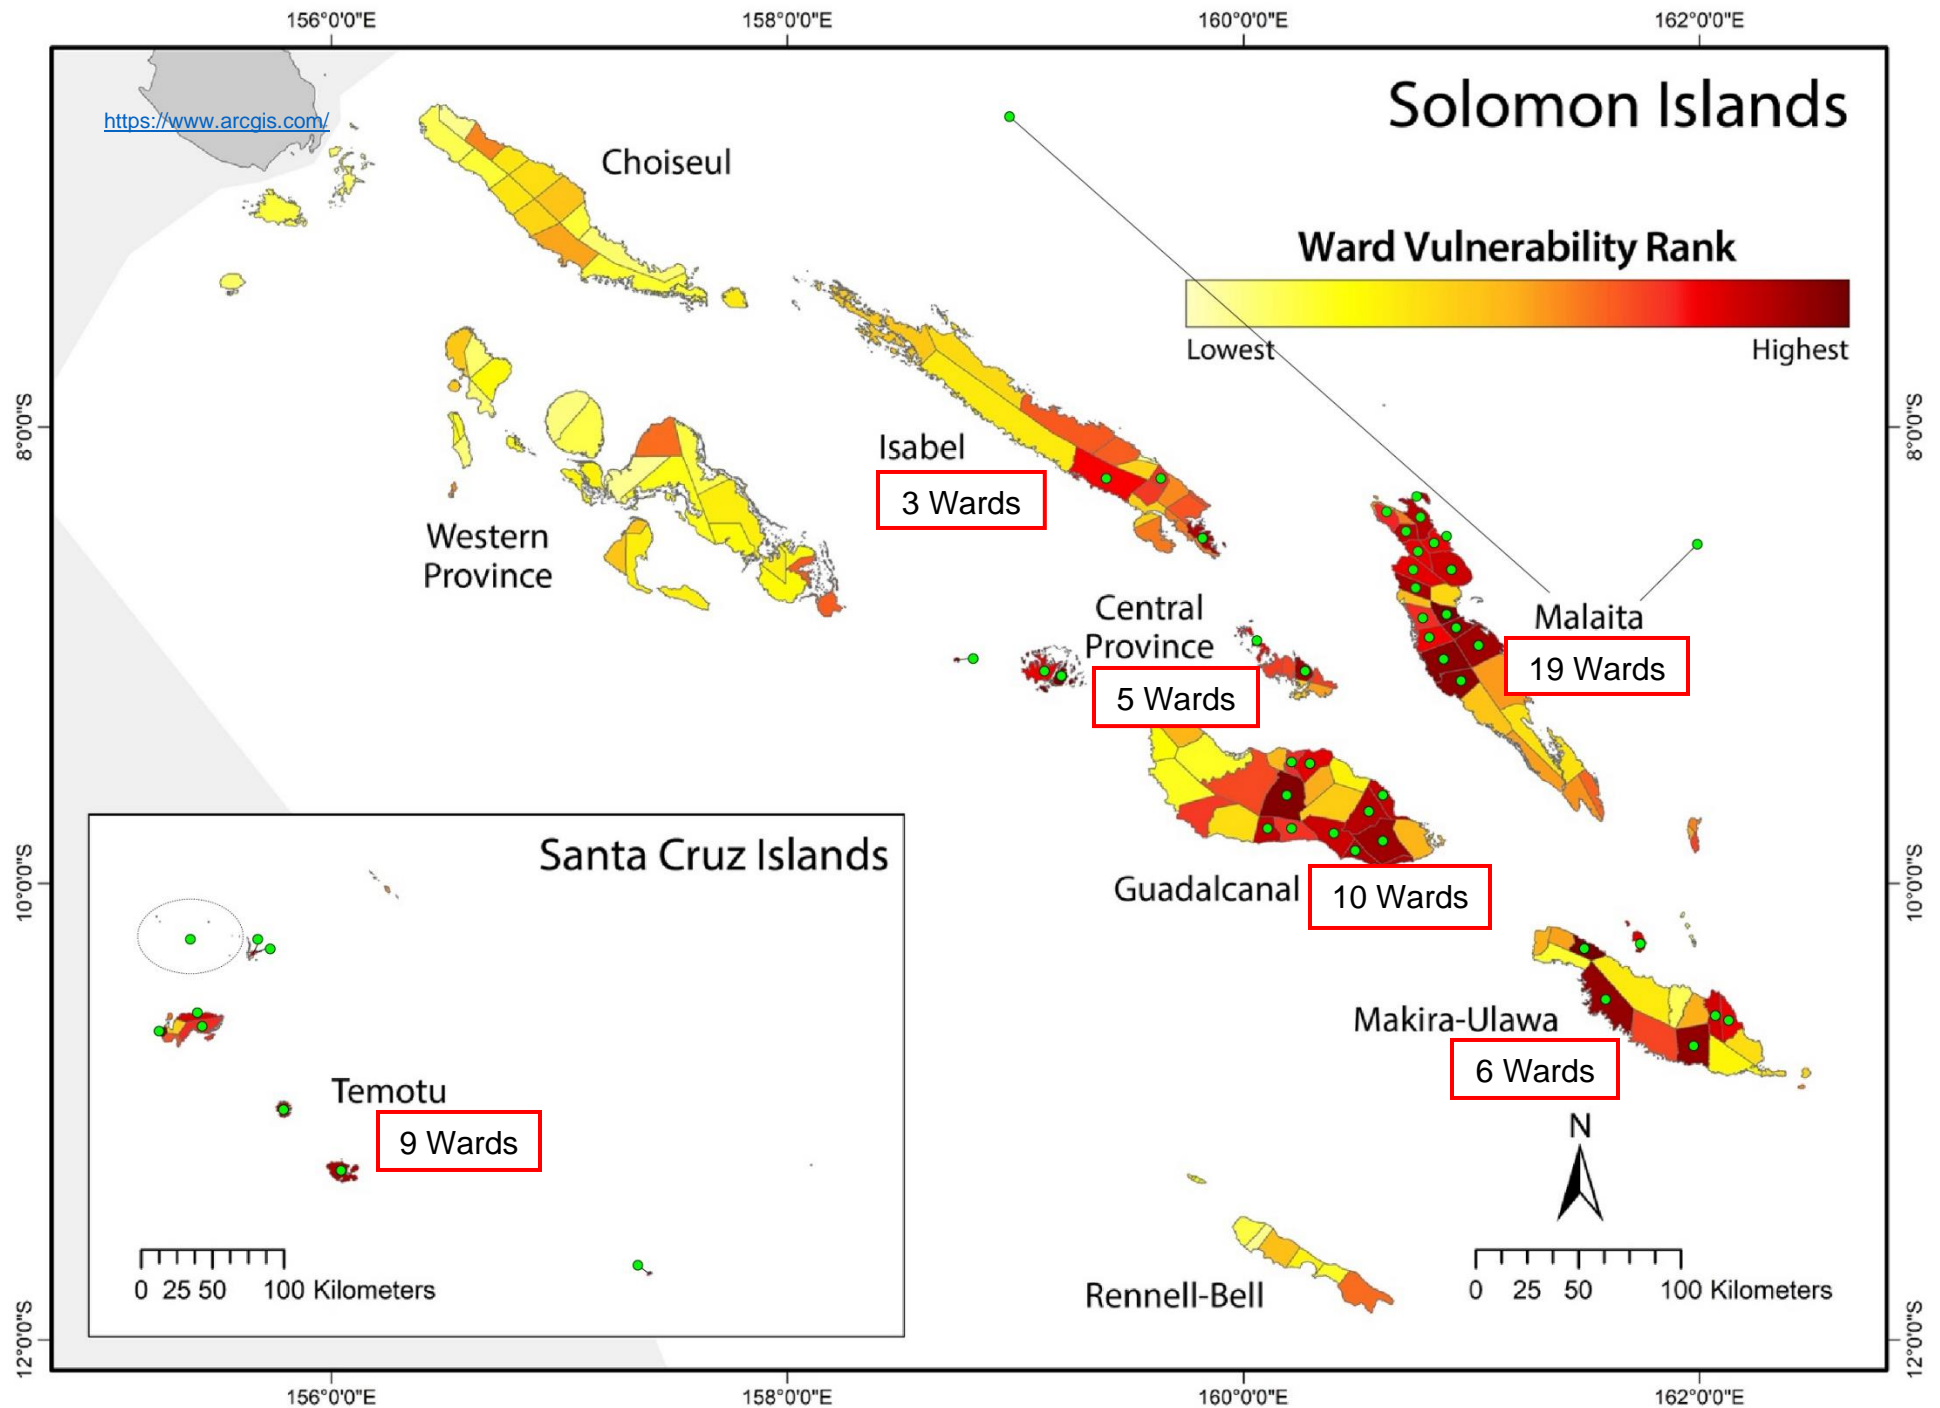 156°0'0"E
158°0'0"E
160°0'0"E
162°0'0"E
Solomon Islands
https://www.arcgis.com/
Choiseul
Ward Vulnerability Rank
Lowest
Highest
8°0'0"S
8°0'0"S
Isabel
3 Wards
Western
Province
Central
Province
5 Wards
Malaita
19 Wards
Santa Cruz Islands
10°0'0"S
10°0'0"S
Guadalcanal
10 Wards
Makira-Ulawa
6 Wards
Temotu
9 Wards
N
0 25 50 100 Kilometers
Rennell-Bell
0 25 50 100 Kilometers
12°0'0"S
12°0'0"S
156°0'0"E
158°0'0"E
160°0'0"E
162°0'0"E